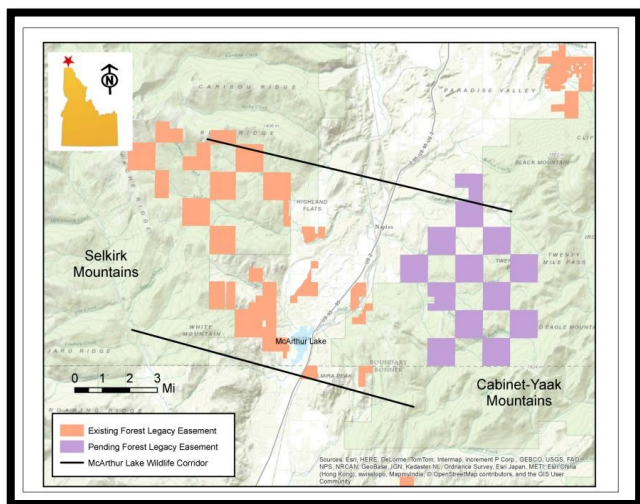 N
CARIBOU RIDGE
PARADISE VALLEY
BLACK MOUNTAIN
HIGHLAND
FLATS
Naples
Selkirk
Mountains
TWENTY
MILE PASS
WHITE
MOUNTAIN
McArthur Lake
EAGLE MOUNTA
BOUNDARY
BONNER
0 1 2 3
Mi
Cabinet-Yaak
Mountains
ROARING RIDGE
Existing Forest Legacy Easement
Pending Forest Legacy Easement
McArthur Lake Wildlife Corridor
Sources: Esri, HERE, DeLorme, TomTom, Intermap, increment P Corp., GEBCO, USGS, FAO,
NPS, NRCAN, GeoBase, IGN, Kadaster NL, Ordnance Survey, Esri Japan, METI, Esri China
(Hong Kong), swisstopo, MapmyIndia, © OpenStreetMap contributors, and the GIS User
Community